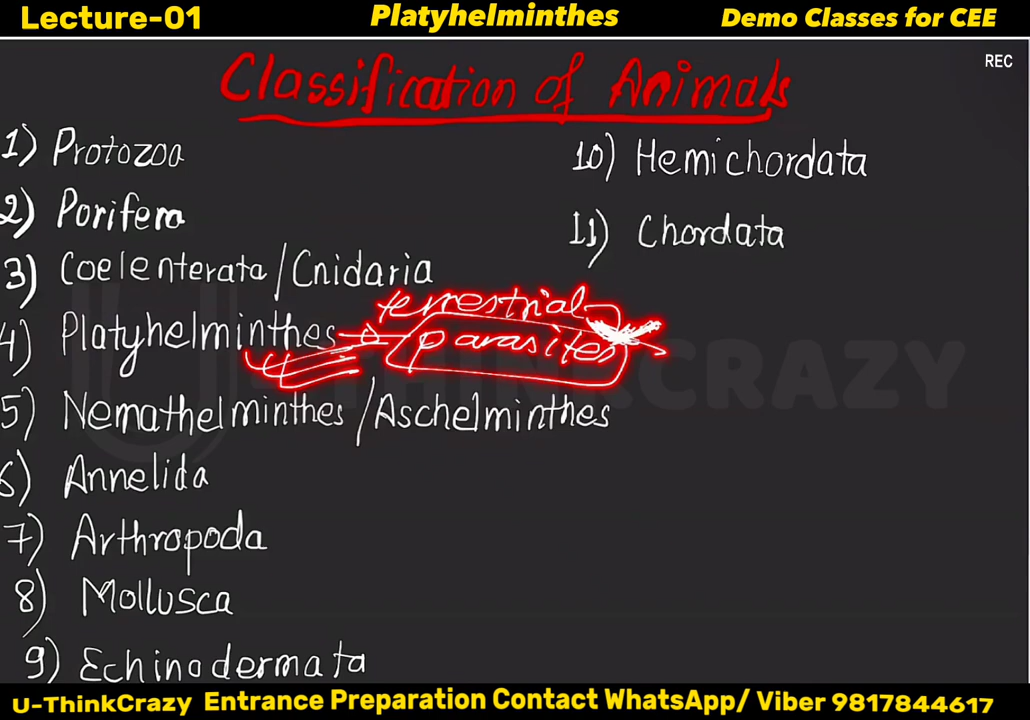 Lecture-01 Platyhelminthes Demo Classes for CEE
REC
Classification of Animals
1) Protozoa
2) Porifera
3) Coelenterata / Cnidaria
terrestrial
4) Platyhelminthes → parasites
5) Nemathelminthes / Aschelminthes
6) Annelida
7) Arthropoda
8) Mollusca
9) Echinodermata
10) Hemichordata
11) Chordata
U-THINKCRAZY
U-ThinkCrazy Entrance Preparation Contact WhatsApp/ Viber 9817844617